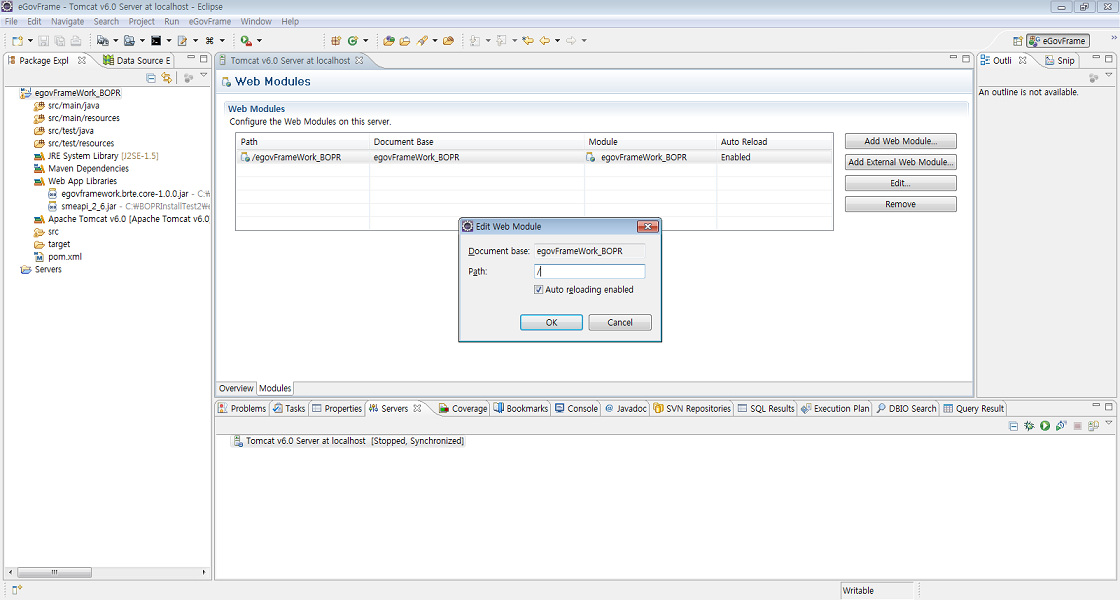 eGovFrame - Tomcat v6.0 Server at localhost - Eclipse
File Edit Navigate Search Project Run eGovFrame Window Help
eGovFrame
Package Expl
Data Source E
Tomcat v6.0 Server at localhost
Outli
Snip
egovFrameWork_BOPR
src/main/java
src/main/resources
src/test/java
src/test/resources
JRE System Library [J2SE-1.5]
Maven Dependencies
Web App Libraries
egovframework.brte.core-1.0.0.jar - C:₩
smeapi_2_6.jar - C:₩BOPRInstallTest2₩e
Apache Tomcat v6.0 [Apache Tomcat v6.0
src
target
pom.xml
Servers
Web Modules
Web Modules
Configure the Web Modules on this server.
Path Document Base Module Auto Reload
/egovFrameWork_BOPR egovFrameWork_BOPR egovFrameWork_BOPR Enabled
Add Web Module...
Add External Web Module...
Edit...
Remove
An outline is not available.
Edit Web Module
Document base: egovFrameWork_BOPR
Path: /
Auto reloading enabled
OK Cancel
Overview Modules
Problems Tasks Properties Servers Coverage Bookmarks Console @ Javadoc SVN Repositories SQL Results Execution Plan DBIO Search Query Result
Tomcat v6.0 Server at localhost [Stopped, Synchronized]
Writable